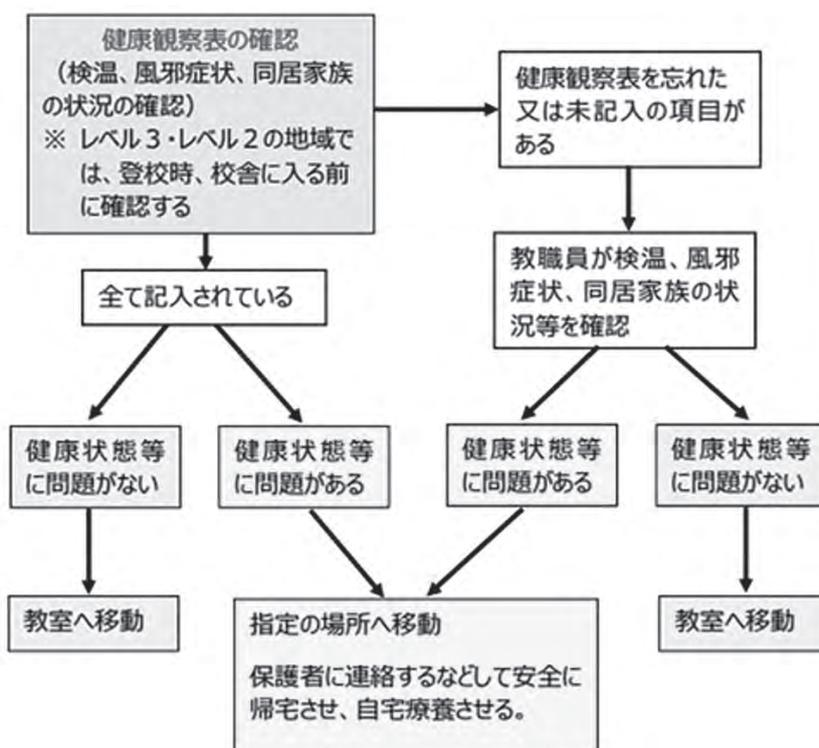 健康観察表の確認
（検温、風邪症状、同居家族
の状況の確認）
※ レベル３・レベル２の地域で
は、登校時、校舎に入る前
に確認する
健康観察表を忘れた
又は未記入の項目が
ある
全て記入されている
教職員が検温、風邪
症状、同居家族の状
況等を確認
健康状態等
に問題がない
健康状態等
に問題がある
健康状態等
に問題がある
健康状態等
に問題がない
教室へ移動
指定の場所へ移動
保護者に連絡するなどして安全に
帰宅させ、自宅療養させる。
教室へ移動